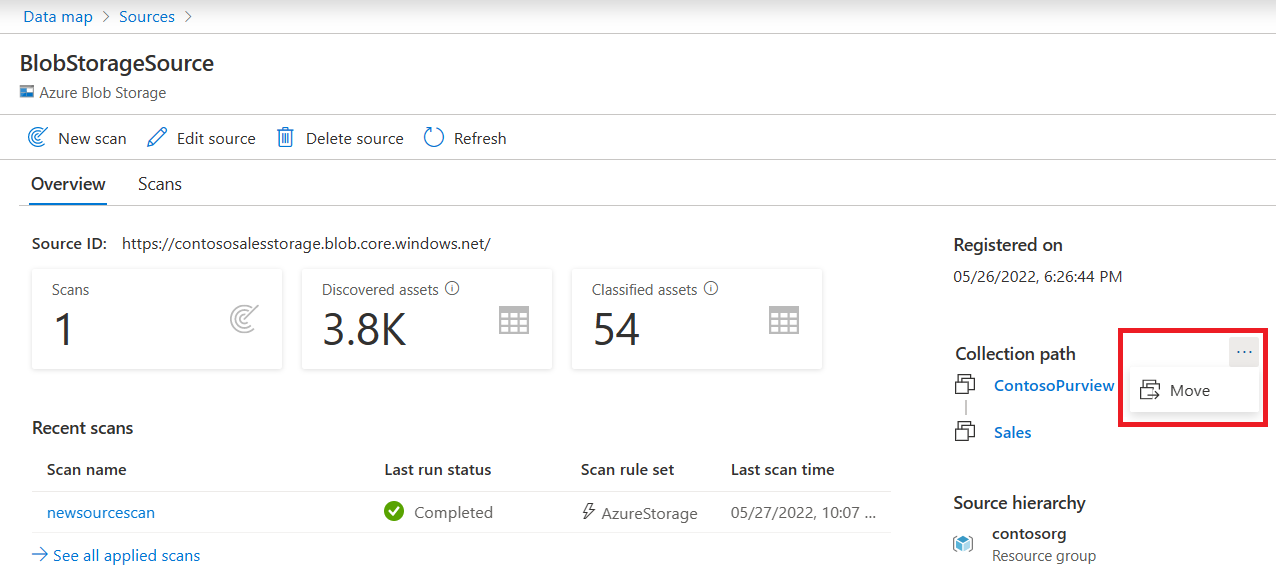 Data map > Sources >
BlobStorageSource
Azure Blob Storage
New scan Edit source Delete source Refresh
Overview Scans
Source ID: https://contososalesstorage.blob.core.windows.net/
Scans
1
Discovered assets
3.8K
Classified assets
54
Recent scans
Scan name Last run status Scan rule set Last scan time
newsourcescan Completed AzureStorage 05/27/2022, 10:07 ...
See all applied scans
Registered on
05/26/2022, 6:26:44 PM
Collection path ...
ContosoPurview
Move
Sales
Source hierarchy
contosorg
Resource group